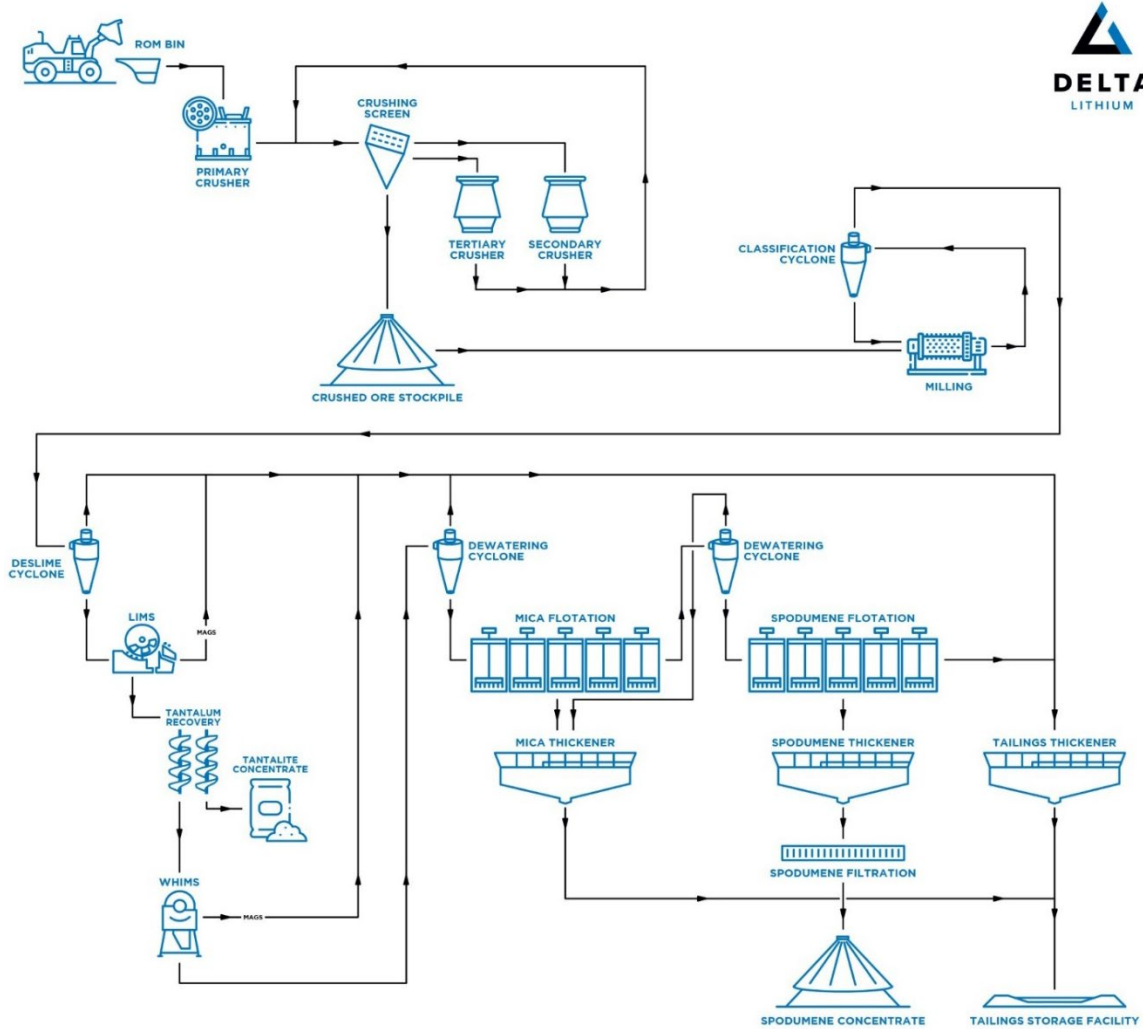 ROM BIN
DELTA
LITHIUM
PRIMARY
CRUSHER
CRUSHING
SCREEN
TERTIARY
CRUSHER
SECONDARY
CRUSHER
CLASSIFICATION
CYCLONE
MILLING
CRUSHED ORE STOCKPILE
DESLIME
CYCLONE
LIMS
MAGS
DEWATERING
CYCLONE
DEWATERING
CYCLONE
MICA FLOTATION
SPODUMENE FLOTATION
TANTALUM
RECOVERY
TANTALITE
CONCENTRATE
MICA THICKENER
SPODUMENE THICKENER
TAILINGS THICKENER
SPODUMENE FILTRATION
WHIMS
MAGS
SPODUMENE CONCENTRATE
TAILINGS STORAGE FACILITY